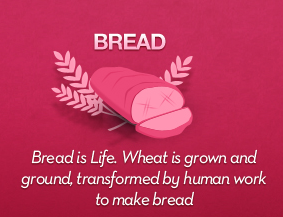 BREAD
Bread is Life. Wheat is grown and
ground, transformed by human work
to make bread